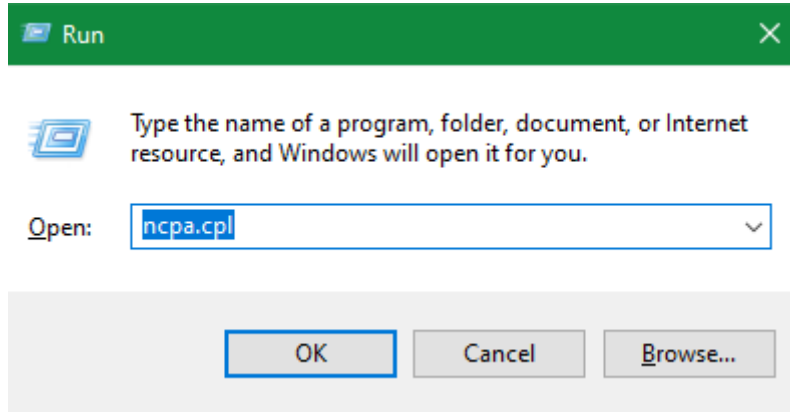 Run
Type the name of a program, folder, document, or Internet
resource, and Windows will open it for you.
Open:
ncpa.cpl
OK
Cancel
Browse...